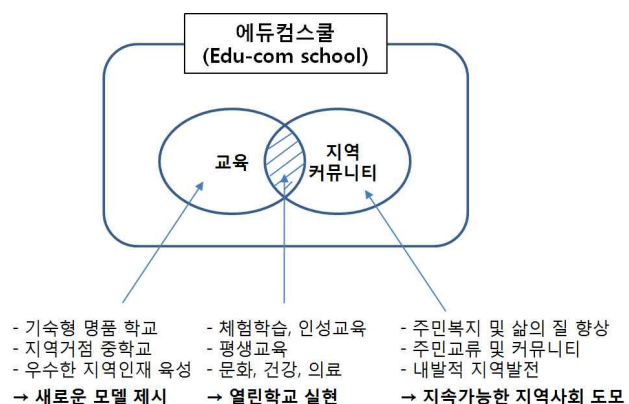 에듀컴스쿨
(Edu-com school)
교육
지역
커뮤니티
- 기숙형 명품 학교
- 지역거점 중학교
- 우수한 지역인재 육성
→ 새로운 모델 제시
- 체험학습, 인성교육
- 평생교육
- 문화, 건강, 의료
→ 열린학교 실현
- 주민복지 및 삶의 질 향상
- 주민교류 및 커뮤니티
- 내발적 지역발전
→ 지속가능한 지역사회 도모